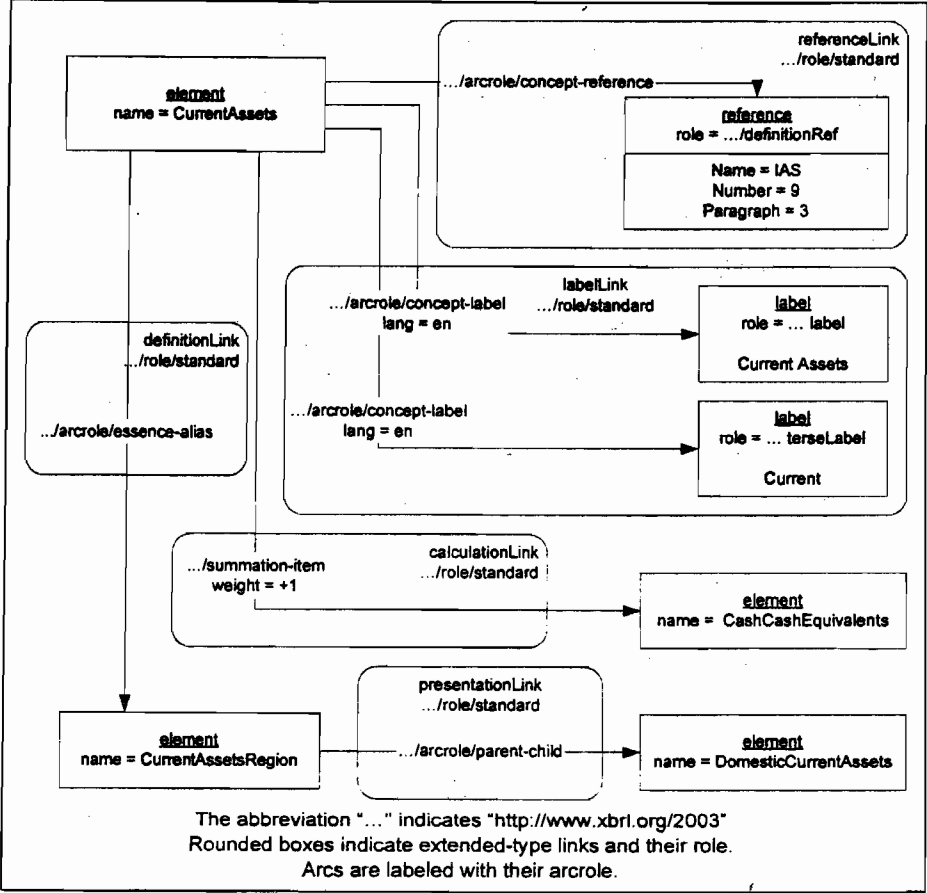 referenceLink
.../role/standard
.../arcrole/concept-reference
element
name = CurrentAssets
reference
role = .../definitionRef
Name = IAS
Number = 9
Paragraph = 3
labelLink
.../role/standard
.../arcrole/concept-label
lang = en
label
role = ... label
Current Assets
definitionLink
.../role/standard
.../arcrole/concept-label
lang = en
label
role = ... terseLabel
Current
.../arcrole/essence-alias
calculationLink
.../role/standard
.../summation-item
weight = +1
element
name = CashCashEquivalents
presentationLink
.../role/standard
element
name = CurrentAssetsRegion
.../arcrole/parent-child
element
name = DomesticCurrentAssets
The abbreviation "..." indicates "http://www.xbrl.org/2003"
Rounded boxes indicate extended-type links and their role.
Arcs are labeled with their arcrole.